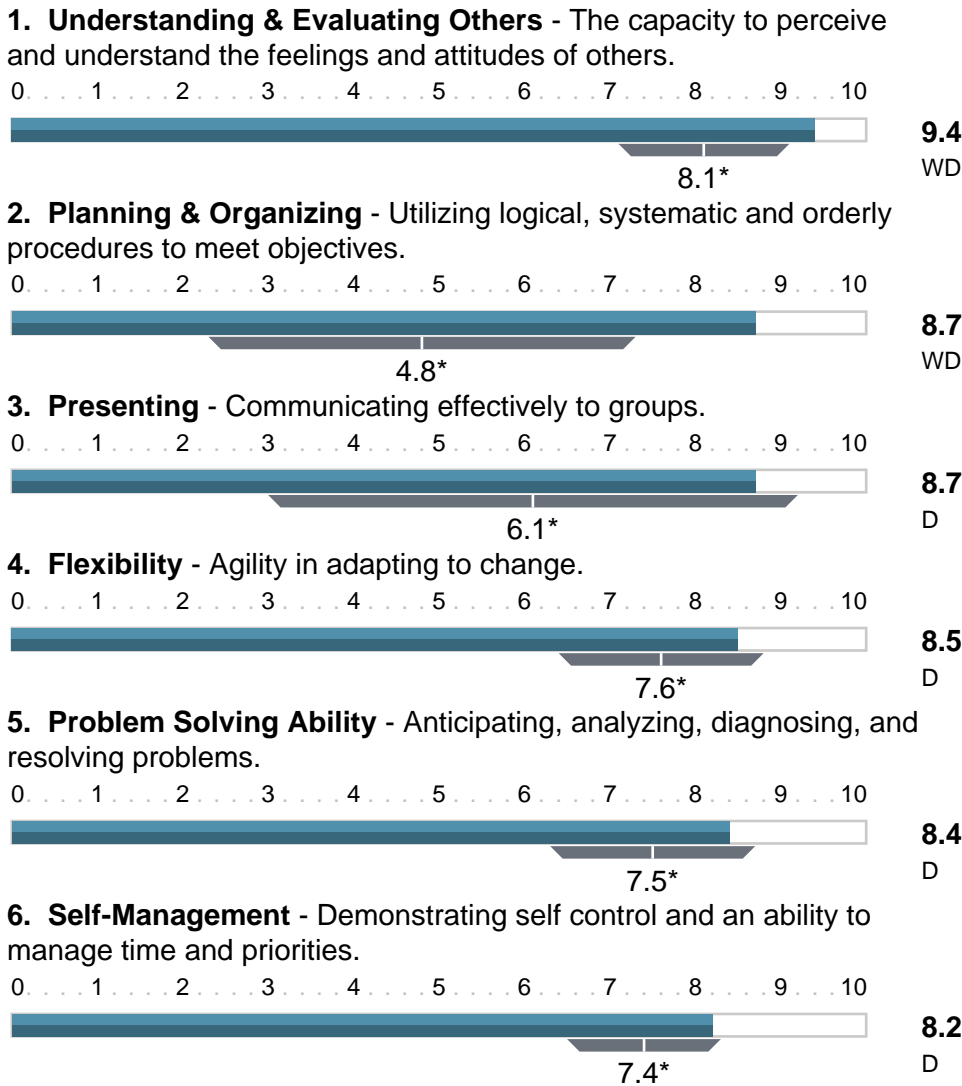 1. Understanding & Evaluating Others - The capacity to perceive
and understand the feelings and attitudes of others.
0. . . . 1 . . . . 2 . . . . 3 . . . . 4 . . . . 5 . . . . 6 . . . . 7 . . . . 8 . . . . 9 . . . 10
9.4
WD
8.1*
2. Planning & Organizing - Utilizing logical, systematic and orderly
procedures to meet objectives.
0. . . . 1 . . . . 2 . . . . 3 . . . . 4 . . . . 5 . . . . 6 . . . . 7 . . . . 8 . . . . 9 . . . 10
8.7
WD
4.8*
3. Presenting - Communicating effectively to groups.
0. . . . 1 . . . . 2 . . . . 3 . . . . 4 . . . . 5 . . . . 6 . . . . 7 . . . . 8 . . . . 9 . . . 10
8.7
D
6.1*
4. Flexibility - Agility in adapting to change.
0. . . . 1 . . . . 2 . . . . 3 . . . . 4 . . . . 5 . . . . 6 . . . . 7 . . . . 8 . . . . 9 . . . 10
8.5
D
7.6*
5. Problem Solving Ability - Anticipating, analyzing, diagnosing, and
resolving problems.
0. . . . 1 . . . . 2 . . . . 3 . . . . 4 . . . . 5 . . . . 6 . . . . 7 . . . . 8 . . . . 9 . . . 10
8.4
D
7.5*
6. Self-Management - Demonstrating self control and an ability to
manage time and priorities.
0. . . . 1 . . . . 2 . . . . 3 . . . . 4 . . . . 5 . . . . 6 . . . . 7 . . . . 8 . . . . 9 . . . 10
8.2
D
7.4*